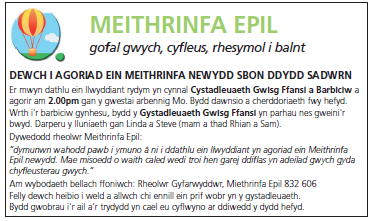 MEITHRINFA EPIL
gofal gwych, cyfleus, rhesymol i balnt
DEWCH I AGORIAD EIN MEITHRINFA NEWYDD SBON DDYDD SADWRN
Er mwyn dathlu ein llwyddiant rydym yn cynnal Cystadleuaeth Gwisg Ffansi a Barbiciw a
agorir am 2.00pm gan y gwestai arbennig Mo. Bydd dawnsio a cherddoriaeth fwy hefyd.
Wrth i'r barbiciw gynhesu, bydd y Gystadleuaeth Gwisg Ffansi yn parhau nes gweini'r
bwyd. Darperu y lluniaeth gan Linda a Steve (mam a thad Rhian a Sam).
Dywedodd rheolwr Meithrinfa Epil:
"dymunwn wahodd pawb i ymuno â ni i ddathlu ein llwyddiant yn agoriad ein Meithrinfa
Epil newydd. Mae misoedd o waith caled wedi troi hen garej ddiflas yn adeilad gwych gyda
chyfleusterau gwych."
Am wybodaeth bellach ffoniwch: Rheolwr Gyfarwyddwr, Miethrinfa Epil 832 606
Felly dewch heibio i weld a allwch chi ennill ein prif wobr yn y gystadleuaeth.
Bydd gwobrau i'r ail a'r trydydd yn cael eu cyflwyno ar ddiwedd y dydd hefyd.